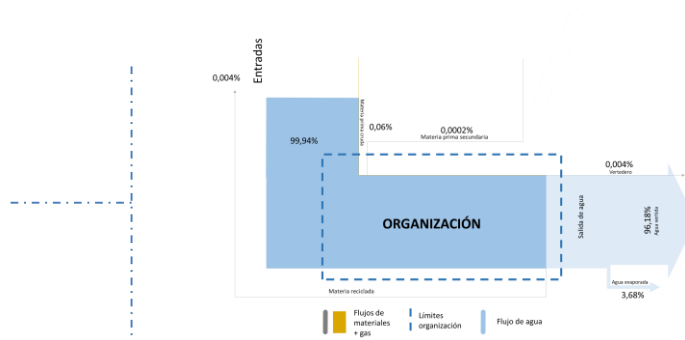 Entradas
0,004%
Materia prima cruda
0,06%
0,0002%
Materia prima secundaria
99,94%
0,004%
Vertedero
ORGANIZACIÓN
Salida de agua
96,18%
Agua vertida
Agua evaporada
3,68%
Materia reciclada
Flujos de
materiales
+ gas
Límites
organización
Flujo de agua